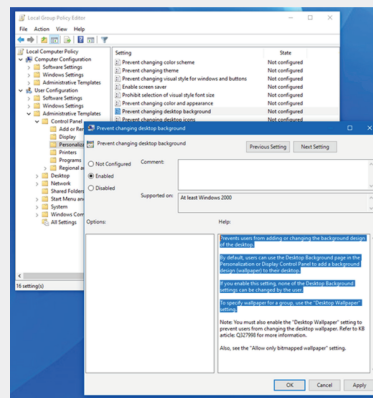 Local Group Policy Editor
File Action View Help
Local Computer Policy
Computer Configuration
Software Settings
Windows Settings
Administrative Templates
User Configuration
Software Settings
Windows Settings
Administrative Templates
Control Panel
Add or Rer
Display
Personaliz
Printers
Programs
Regional a
Desktop
Network
Shared Folders
Start Menu an
System
Windows Com
All Settings
16 setting(s)
Setting State
Prevent changing color scheme Not configured
Prevent changing theme Not configured
Prevent changing visual style for windows and buttons Not configured
Enable screen saver Not configured
Prohibit selection of visual style font size Not configured
Prevent changing color and appearance Not configured
Prevent changing desktop background Not configured
Prevent changing desktop icons Not configured
Prevent changing desktop background
Prevent changing desktop background
Previous Setting Next Setting
Not Configured Comment:
Enabled
Disabled
Supported on: At least Windows 2000
Options: Help:
Prevents users from adding or changing the background design
of the desktop.
By default, users can use the Desktop Background page in the
Personalization or Display Control Panel to add a background
design (wallpaper) to their desktop.
If you enable this setting, none of the Desktop Background
settings can be changed by the user.
To specify wallpaper for a group, use the "Desktop Wallpaper"
setting.
Note: You must also enable the "Desktop Wallpaper" setting to
prevent users from changing the desktop wallpaper. Refer to KB
article: Q327998 for more information.
Also, see the "Allow only bitmapped wallpaper" setting.
OK Cancel Apply